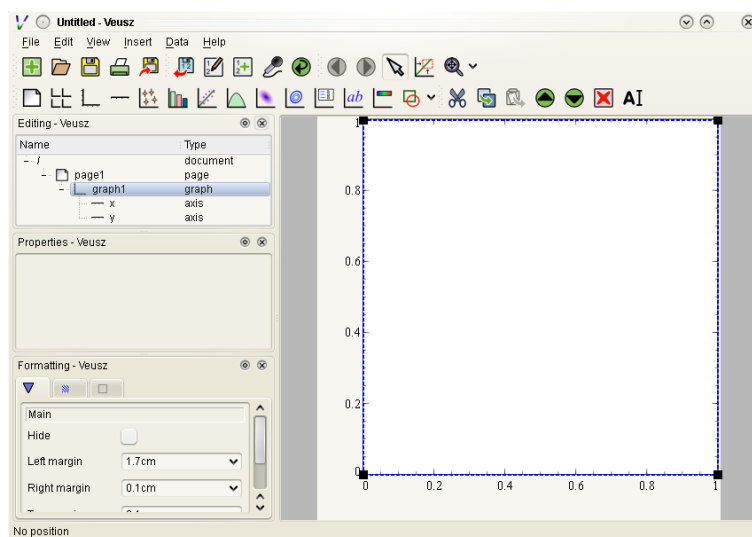 Untitled - Veusz
File Edit View Insert Data Help
ab AI
Editing - Veusz
Name Type
/ document
page1 page
graph1 graph
x axis
y axis
Properties - Veusz
Formatting - Veusz
Main
Hide
Left margin 1.7cm
Right margin 0.1cm
No position
1
0.8
0.6
0.4
0.2
0
0 0.2 0.4 0.6 0.8 1